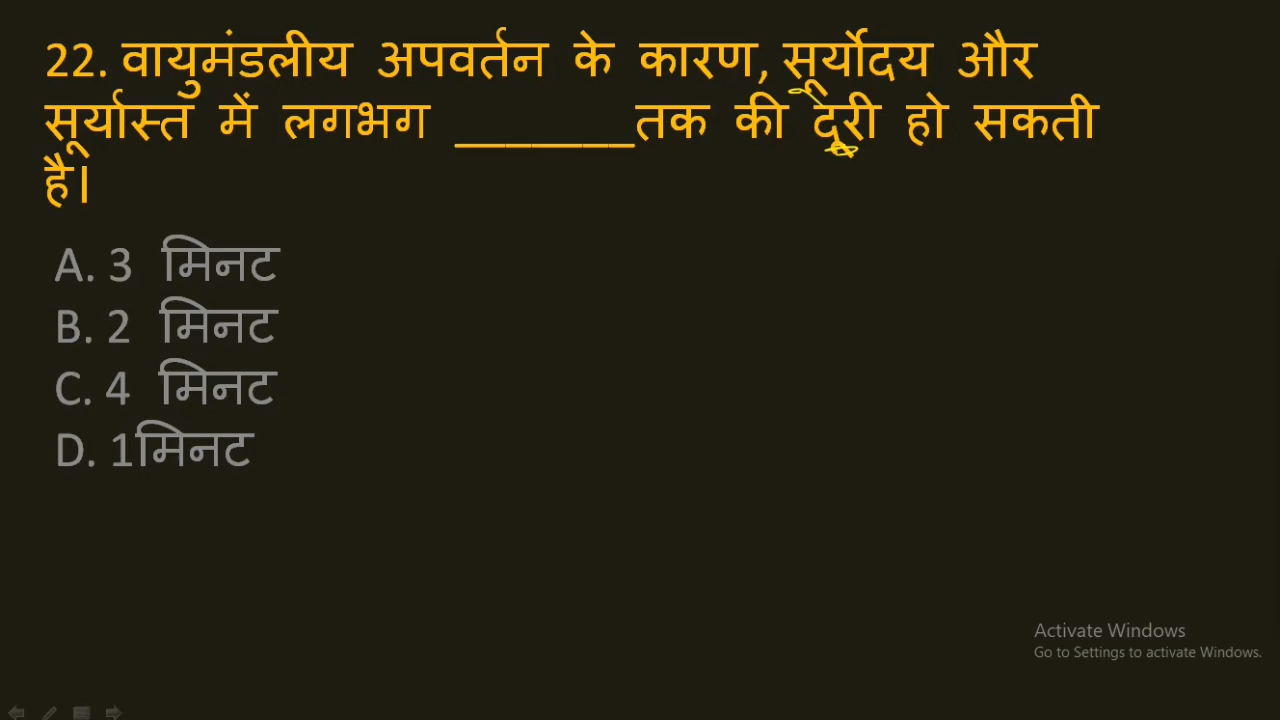 22. वायुमंडलीय अपवर्तन के कारण, सूर्योदय और
सूर्यास्त में लगभग _______तक की दूरी हो सकती
है।
A. 3 मिनट
B. 2 मिनट
C. 4 मिनट
D. 1मिनट
Activate Windows
Go to Settings to activate Windows.